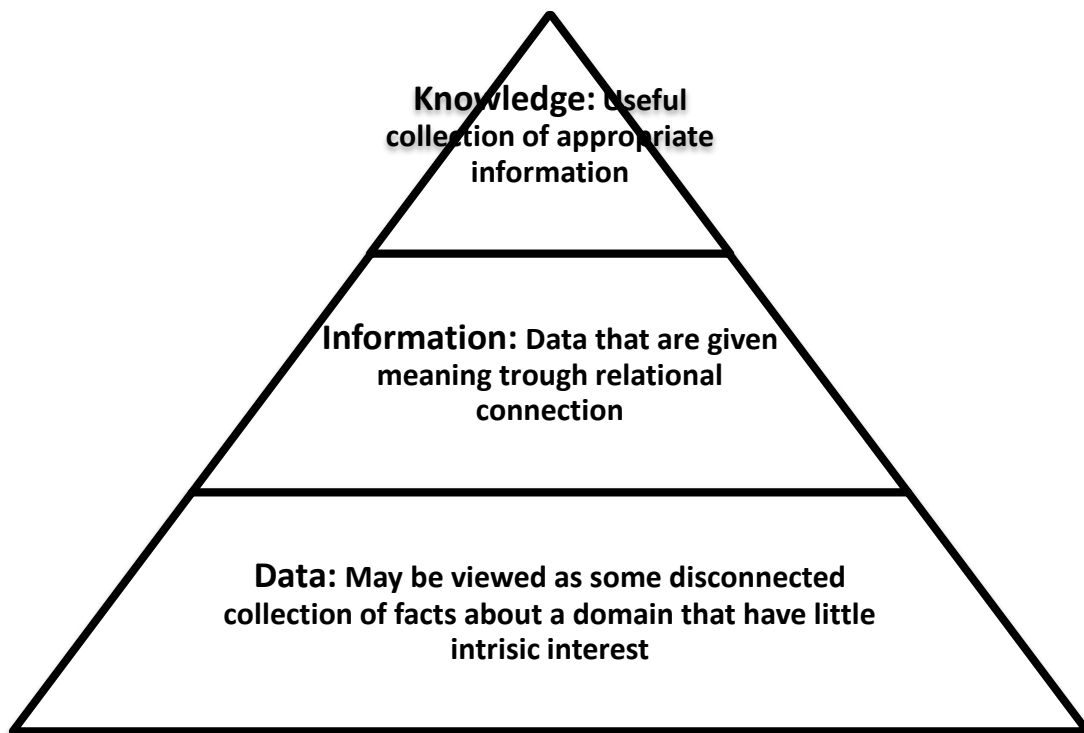 Knowledge: Useful
collection of appropriate
information
Information: Data that are given
meaning trough relational
connection
Data: May be viewed as some disconnected
collection of facts about a domain that have little
intrisic interest